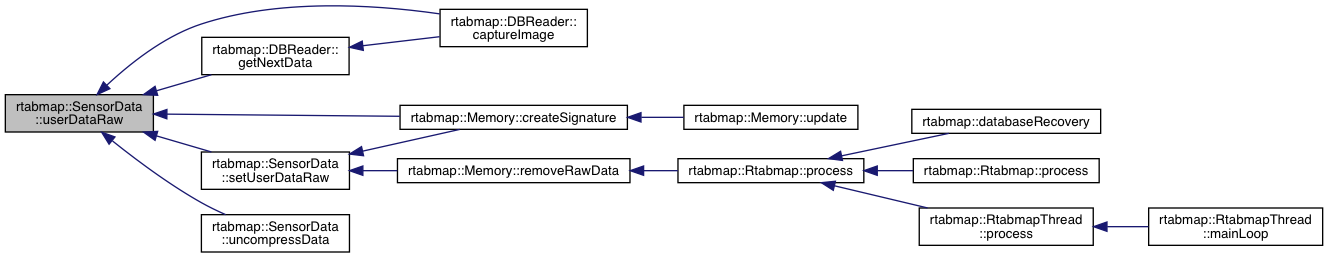 rtabmap::SensorData
::userDataRaw
rtabmap::DBReader::
captureImage
rtabmap::DBReader::
getNextData
rtabmap::Memory::createSignature
rtabmap::Memory::update
rtabmap::SensorData
::setUserDataRaw
rtabmap::Memory::removeRawData
rtabmap::Rtabmap::process
rtabmap::databaseRecovery
rtabmap::Rtabmap::process
rtabmap::RtabmapThread
::process
rtabmap::RtabmapThread
::mainLoop
rtabmap::SensorData
::uncompressData